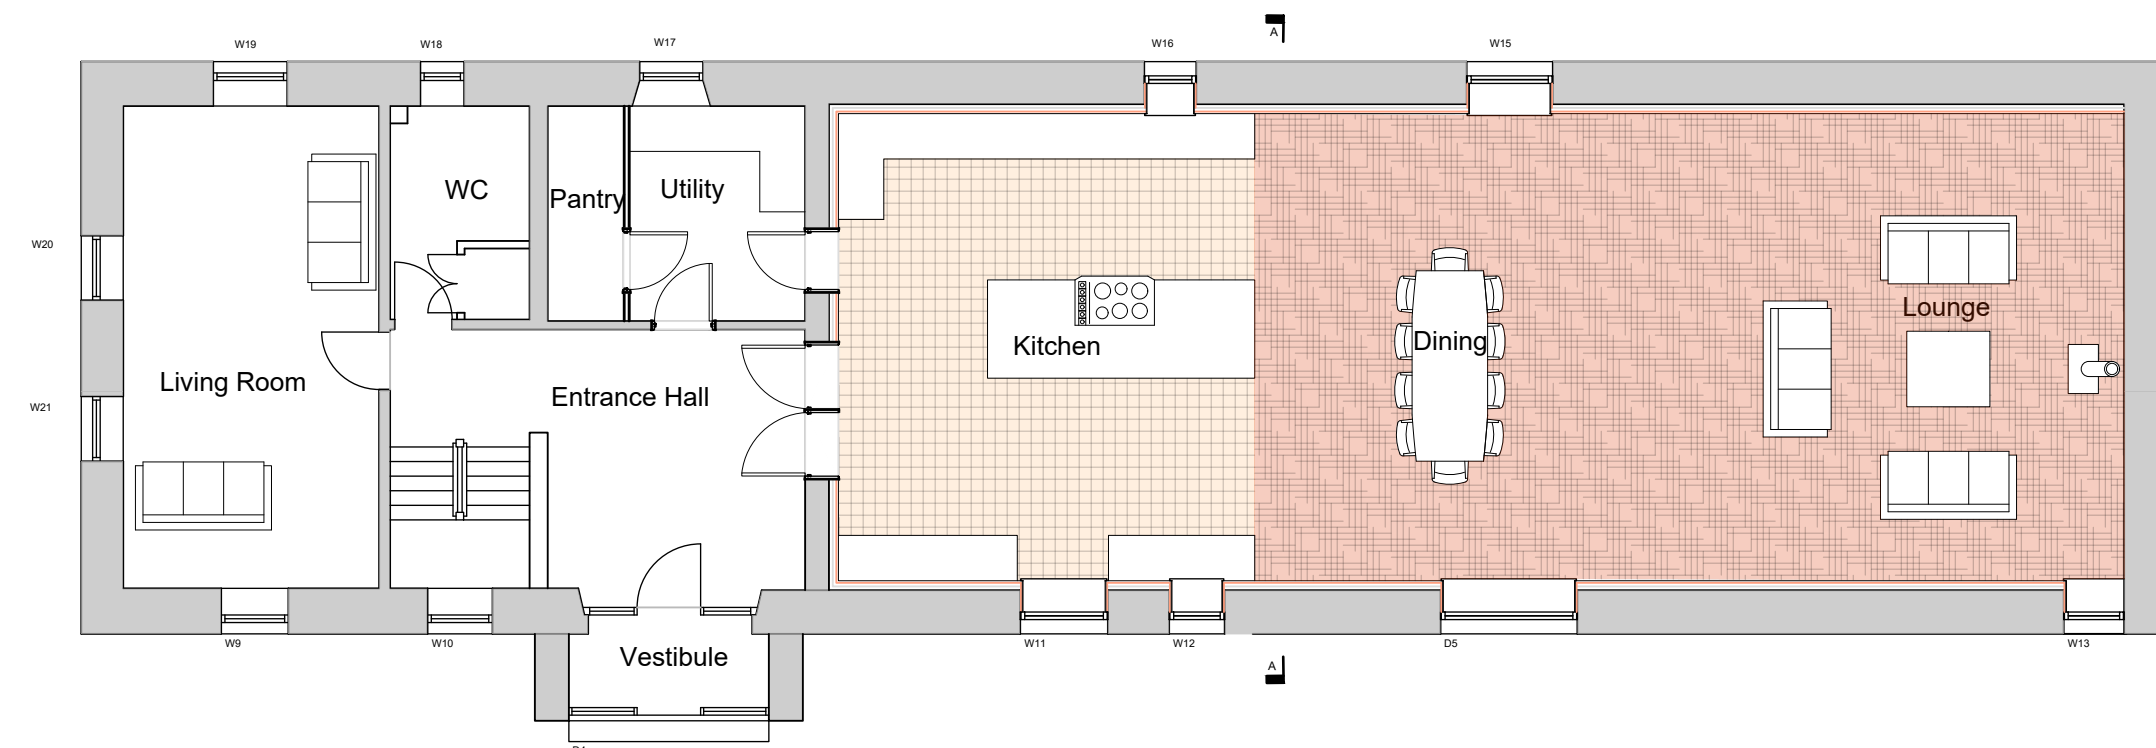 A
W19
W18
W17
W16
W15
WC
Utility
Pantry
W20
Lounge
Dining
Kitchen
Living Room
Entrance Hall
W21
W9
W10
Vestibule
W11
W12
D5
W13
A